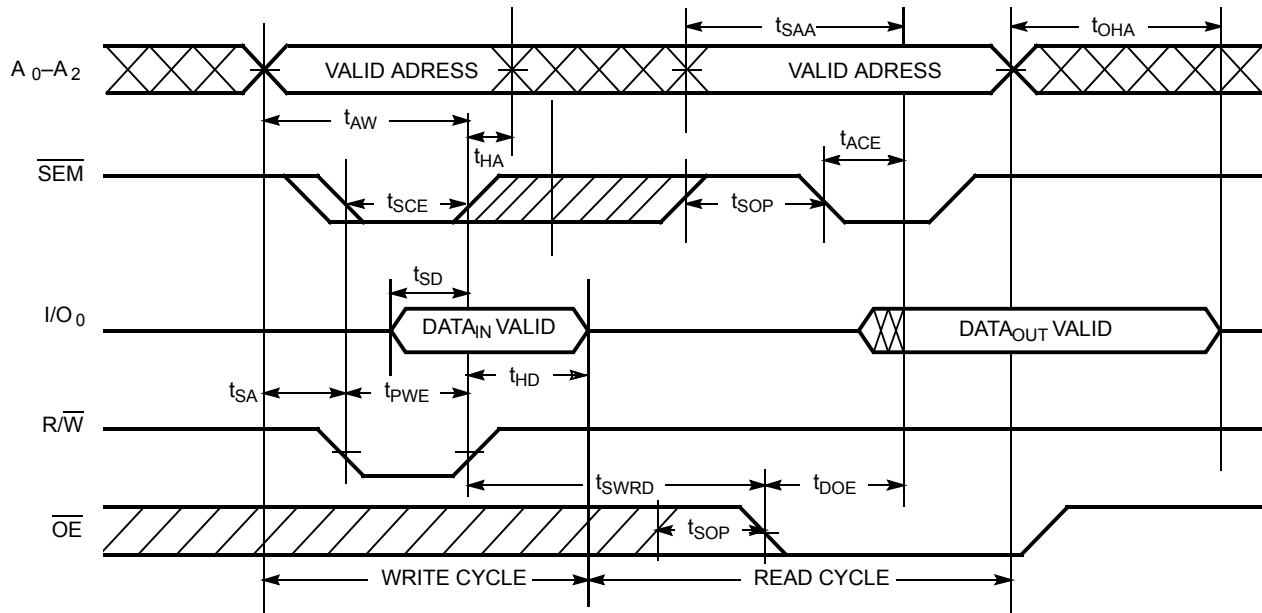 tSAA
tOHA
A0–A2
VALID ADRESS
VALID ADRESS
tAW
tHA
tACE
SEM
tSCE
tSOP
tSD
I/O0
DATAIN VALID
DATAOUT VALID
tSA
tPWE
tHD
R/W
tSWRD
tDOE
OE
tSOP
WRITE CYCLE
READ CYCLE